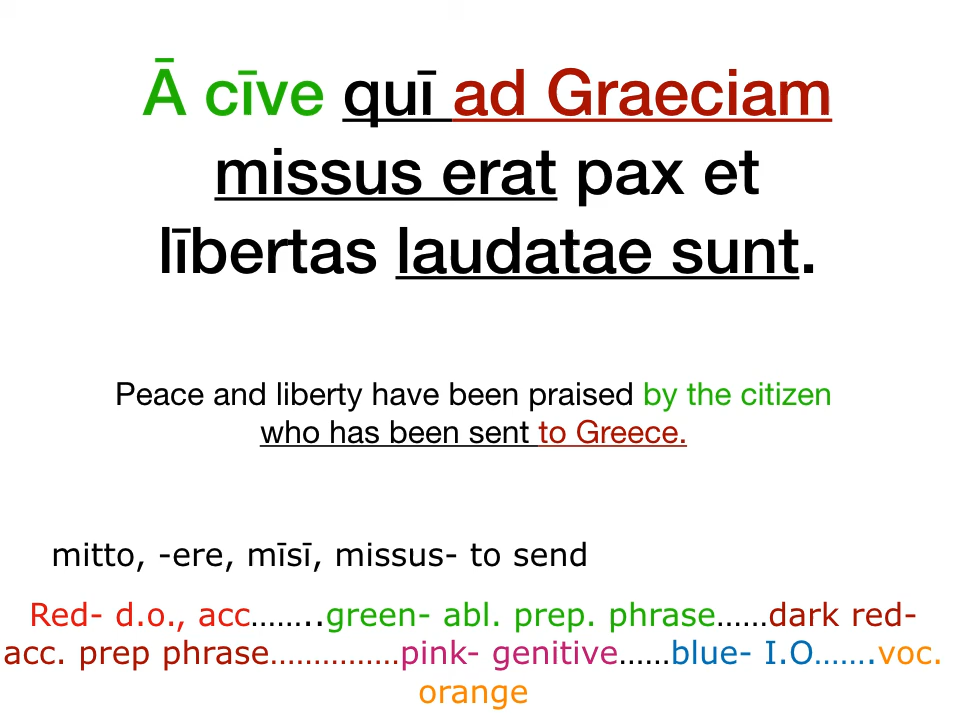 Ā cīve quī ad Graeciam
missus erat pax et
lībertas laudatae sunt.
Peace and liberty have been praised by the citizen
who has been sent to Greece.
mitto, -ere, mīsī, missus- to send
Red- d.o., acc……..green- abl. prep. phrase……dark red-
acc. prep phrase……………pink- genitive……blue- I.O…….voc.
orange